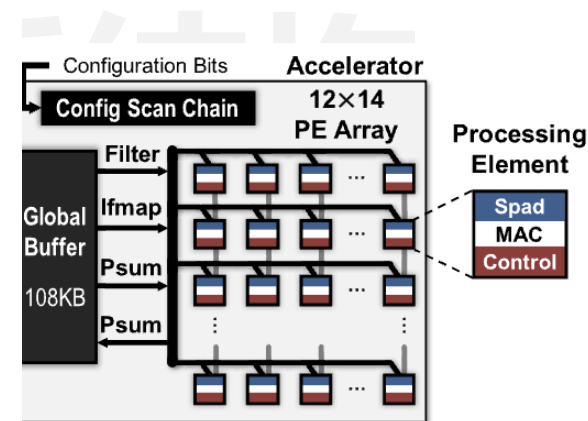 Configuration Bits
Accelerator
Config Scan Chain
12×14
PE Array
Processing
Element
Filter
Ifmap
Psum
Psum
Global
Buffer
108KB
Spad
MAC
Control
...
...
...
...